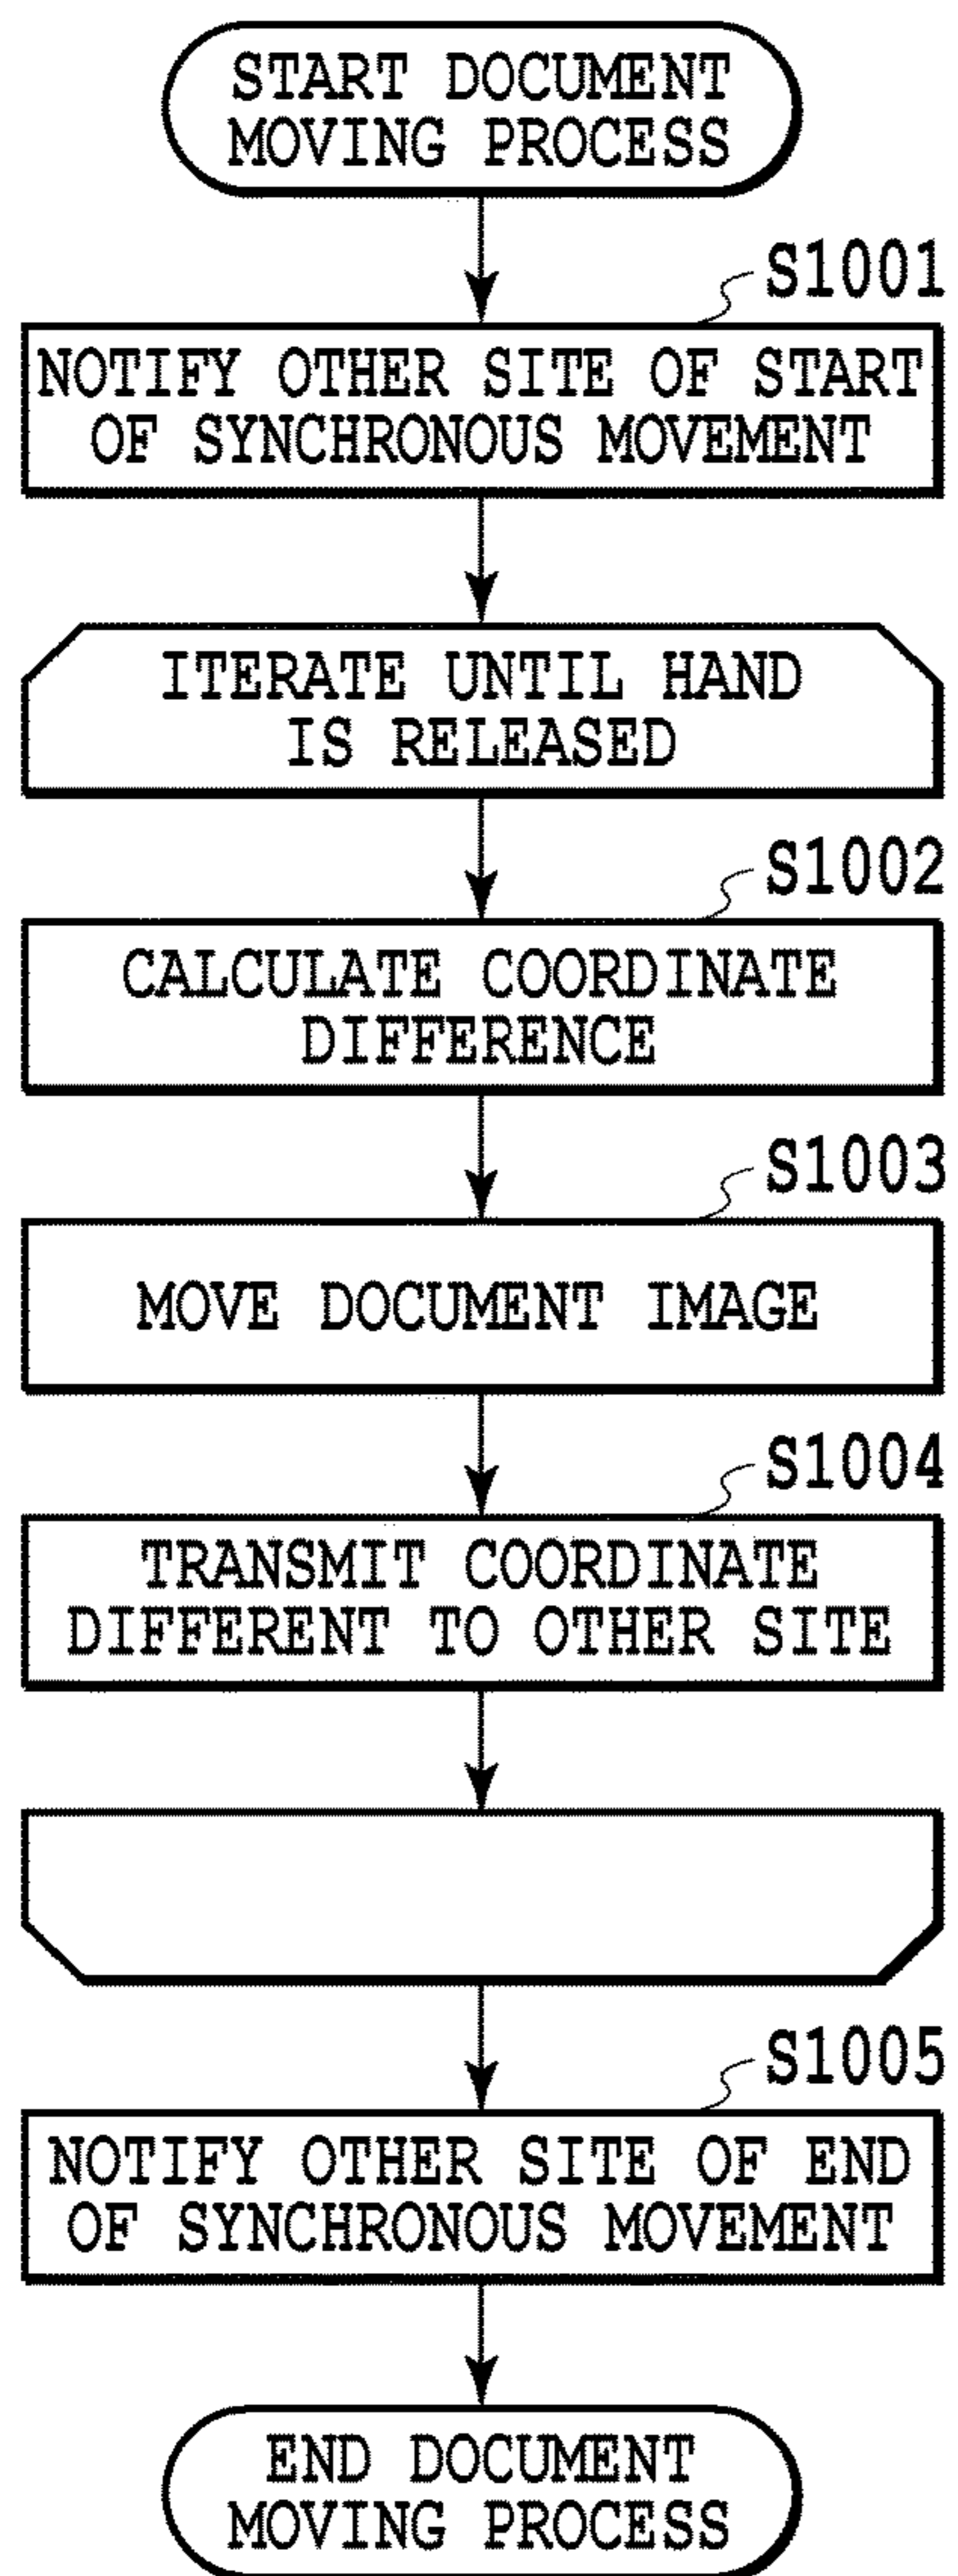 START DOCUMENT
MOVING PROCESS
S1001
NOTIFY OTHER SITE OF START
OF SYNCHRONOUS MOVEMENT
ITERATE UNTIL HAND
IS RELEASED
S1002
CALCULATE COORDINATE
DIFFERENCE
S1003
MOVE DOCUMENT IMAGE
S1004
TRANSMIT COORDINATE
DIFFERENT TO OTHER SITE
S1005
NOTIFY OTHER SITE OF END
OF SYNCHRONOUS MOVEMENT
END DOCUMENT
MOVING PROCESS